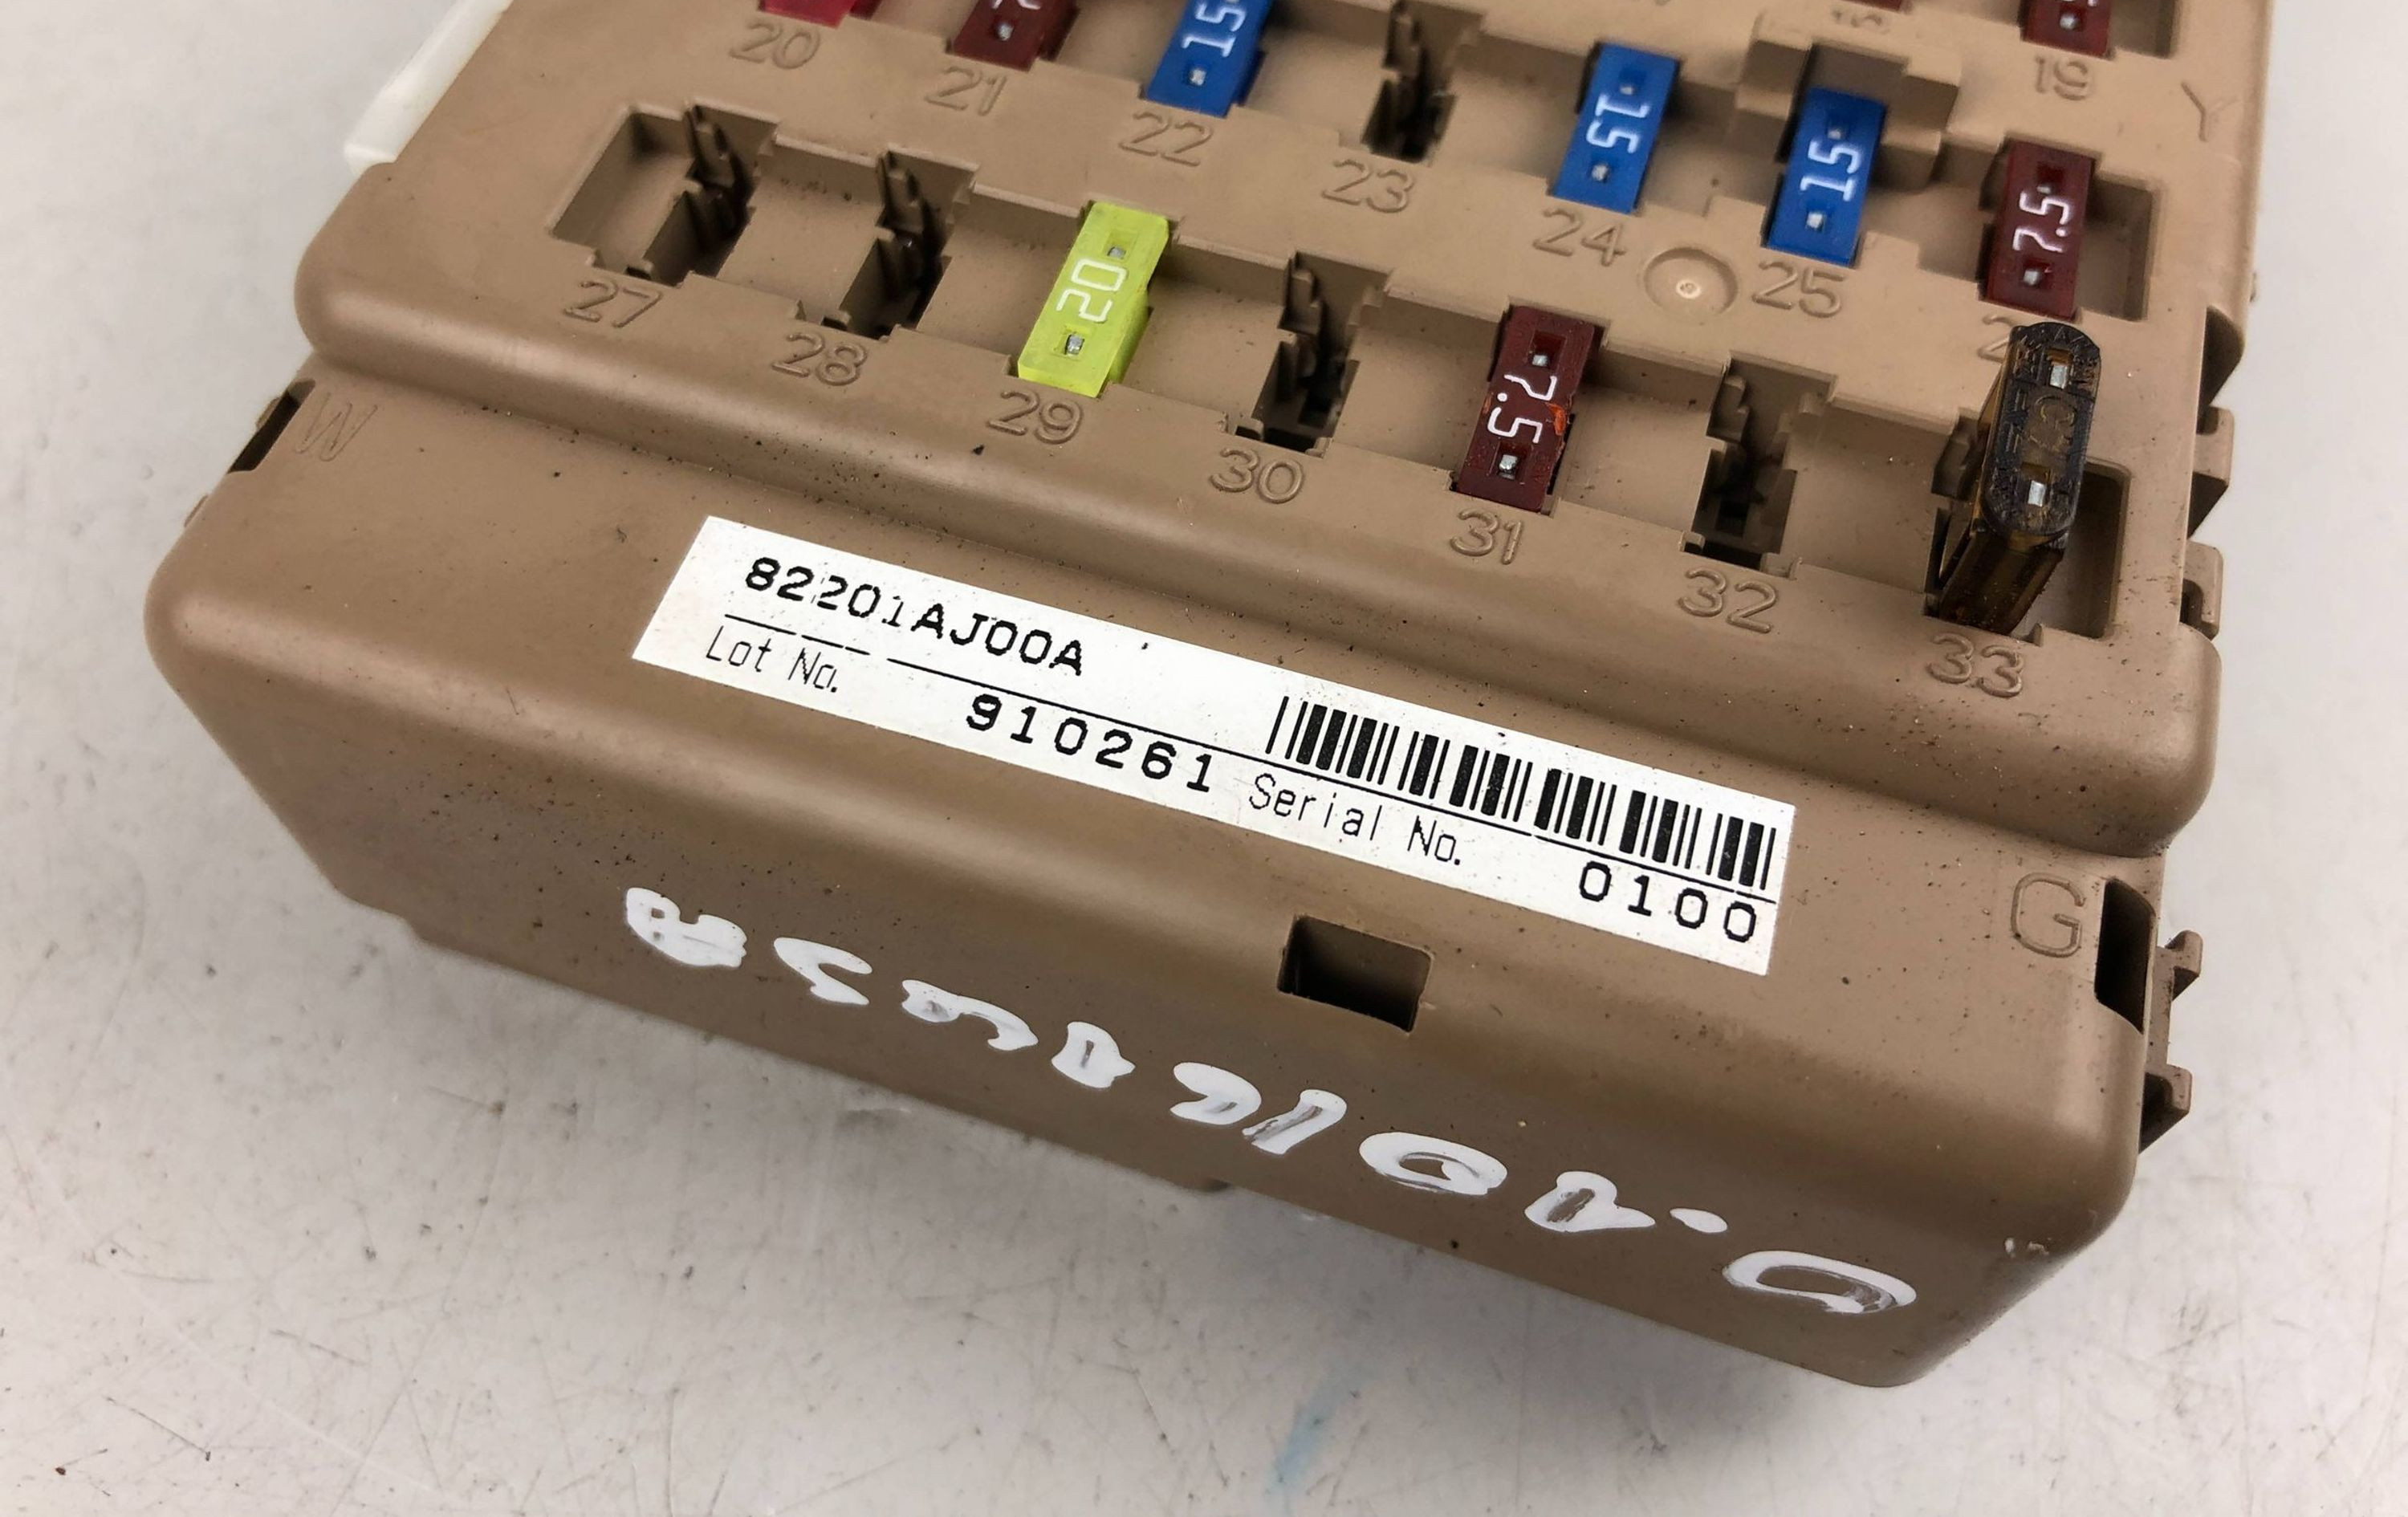 20 21 15 22 23 15 24 15 25 19 Y
27 28 20 29 30 7.5 31 32 7.5 33
W
82201AJ00A
Lot No. 910261 Serial No. 0100
G